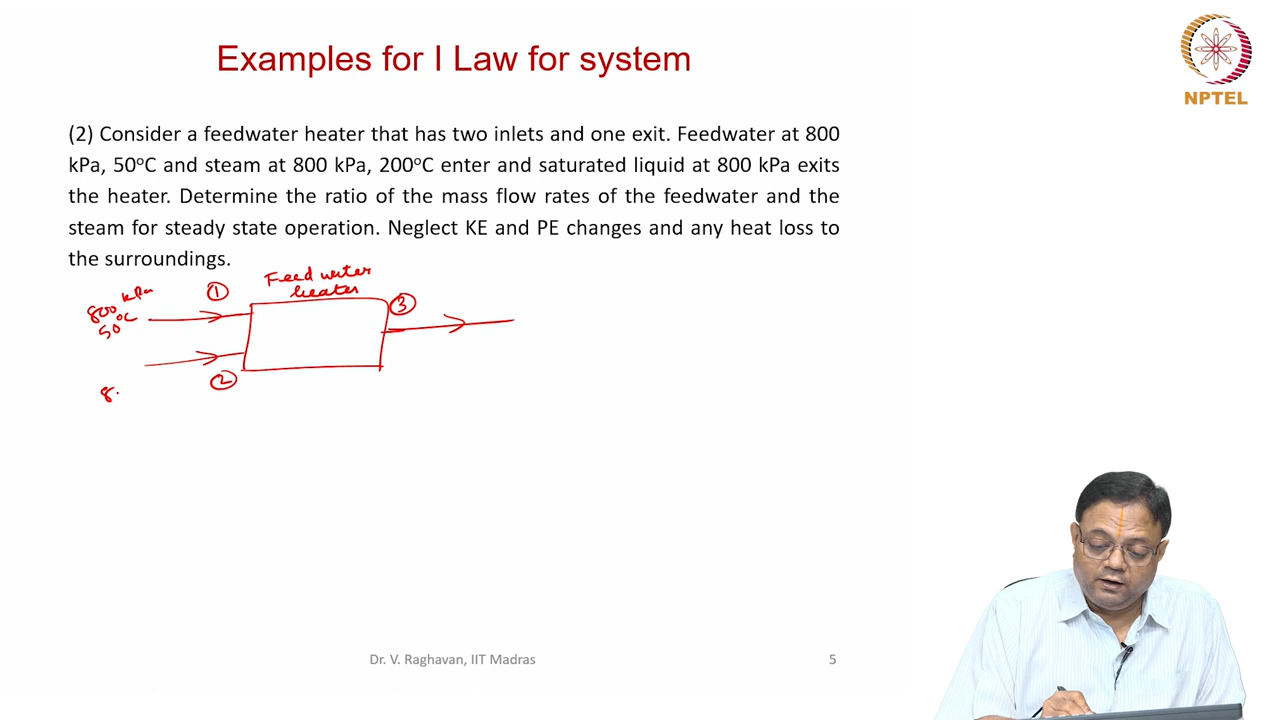 Examples for I Law for system
NPTEL
(2) Consider a feedwater heater that has two inlets and one exit. Feedwater at 800
kPa, 50°C and steam at 800 kPa, 200°C enter and saturated liquid at 800 kPa exits
the heater. Determine the ratio of the mass flow rates of the feedwater and the
steam for steady state operation. Neglect KE and PE changes and any heat loss to
the surroundings.
Feed water
heater
800 kPa
50°C
①
③
②
8.
Dr. V. Raghavan, IIT Madras
5